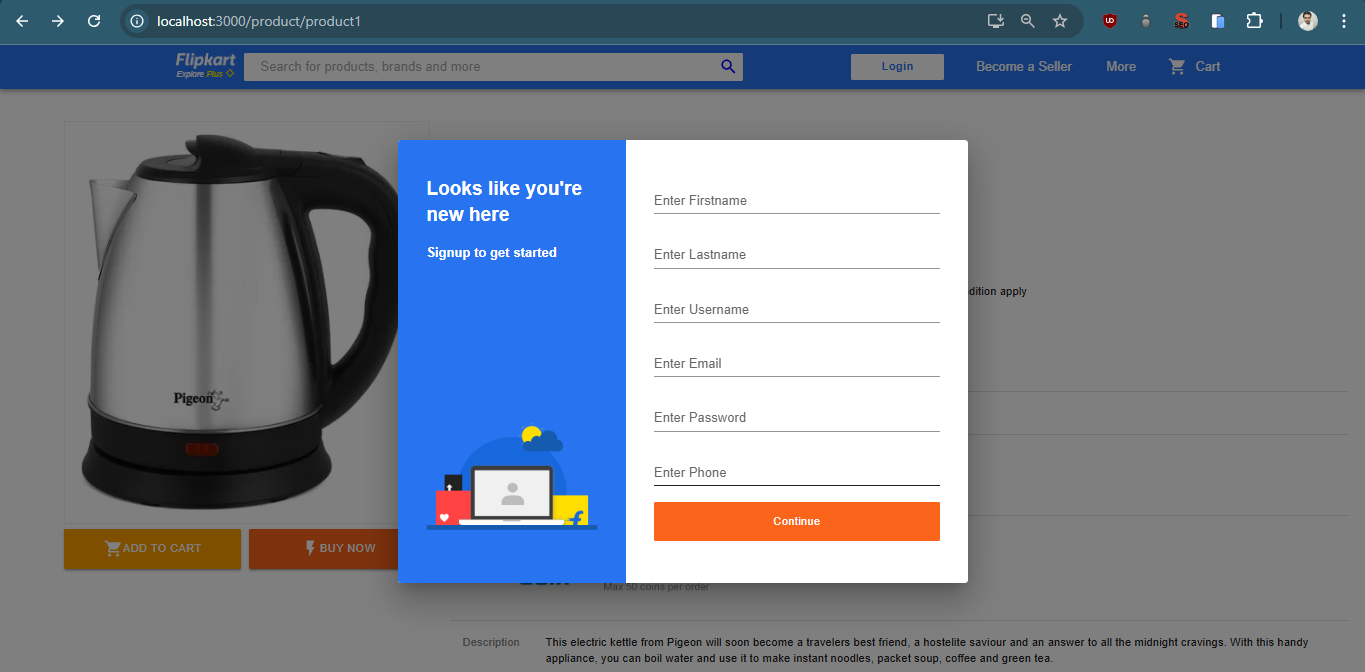 localhost:3000/product/product1
Flipkart
Explore Plus
Search for products, brands and more
Login
Become a Seller
More
Cart
Looks like you're
new here
Signup to get started
Enter Firstname
Enter Lastname
Enter Username
Enter Email
Enter Password
Enter Phone
Continue
dition apply
Pigeon
ADD TO CART
BUY NOW
Max 50 coins per order
Description
This electric kettle from Pigeon will soon become a travelers best friend, a hostelite saviour and an answer to all the midnight cravings. With this handy
appliance, you can boil water and use it to make instant noodles, packet soup, coffee and green tea.
UD
SEO